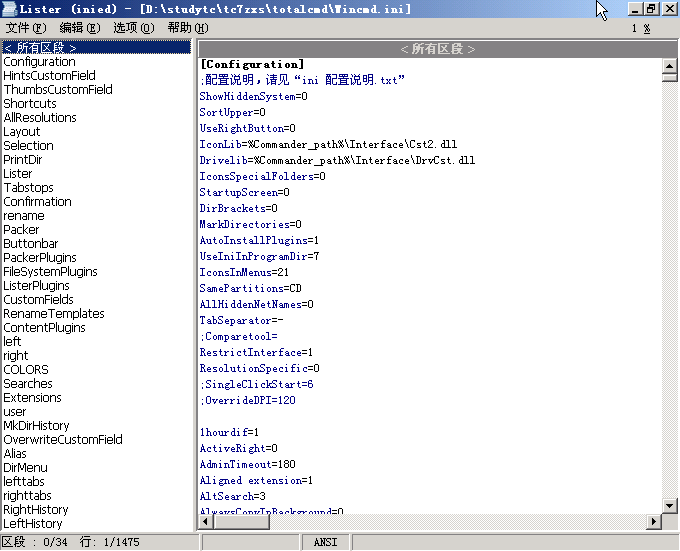 Lister (inied) - [D:\studytc\tc7zxs\totalcmd\Wincmd.ini]
文件(F) 编辑(E) 选项(O) 帮助(H) 1 %
< 所有区段 >
Configuration
HintsCustomField
ThumbsCustomField
Shortcuts
AllResolutions
Layout
Selection
PrintDir
Lister
Tabstops
Confirmation
rename
Packer
Buttonbar
PackerPlugins
FileSystemPlugins
ListerPlugins
CustomFields
RenameTemplates
ContentPlugins
left
right
COLORS
Searches
Extensions
user
MkDirHistory
OverwriteCustomField
Alias
DirMenu
lefttabs
righttabs
RightHistory
LeftHistory
< 所有区段 >
[Configuration]
;配置说明,请见“ini 配置说明.txt”
ShowHiddenSystem=0
SortUpper=0
UseRightButton=0
IconLib=%Commander_path%\Interface\Cst2.dll
Drivelib=%Commander_path%\Interface\DrvCst.dll
IconsSpecialFolders=0
StartupScreen=0
DirBrackets=0
MarkDirectories=0
AutoInstallPlugins=1
UseIniInProgramDir=7
IconsInMenus=21
SamePartitions=CD
AllHiddenNetNames=0
TabSeparator=-
;Comparetool=
RestrictInterface=1
ResolutionSpecific=0
;SingleClickStart=6
;OverrideDPI=120
1hourdif=1
ActiveRight=0
AdminTimeout=180
Aligned extension=1
AltSearch=3
AlwaysCopyInBackground=0
区段 : 0/34 行: 1/1475
ANSI